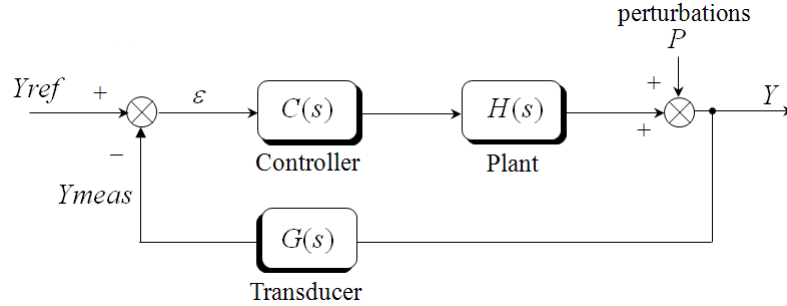 perturbations
P
Yref
+
ε
C(s)
H(s)
+
+
Y
−
Controller
Plant
Ymeas
G(s)
Transducer